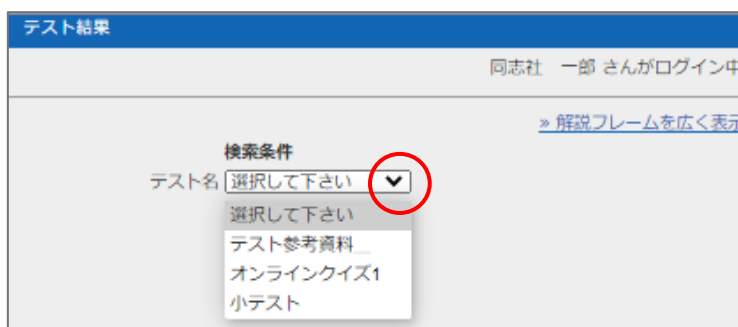 テスト結果
同志社 一郎 さんがログイン中
» 解説フレームを広く表示
検索条件
テスト名 選択して下さい
選択して下さい
テスト参考資料
オンラインクイズ1
小テスト